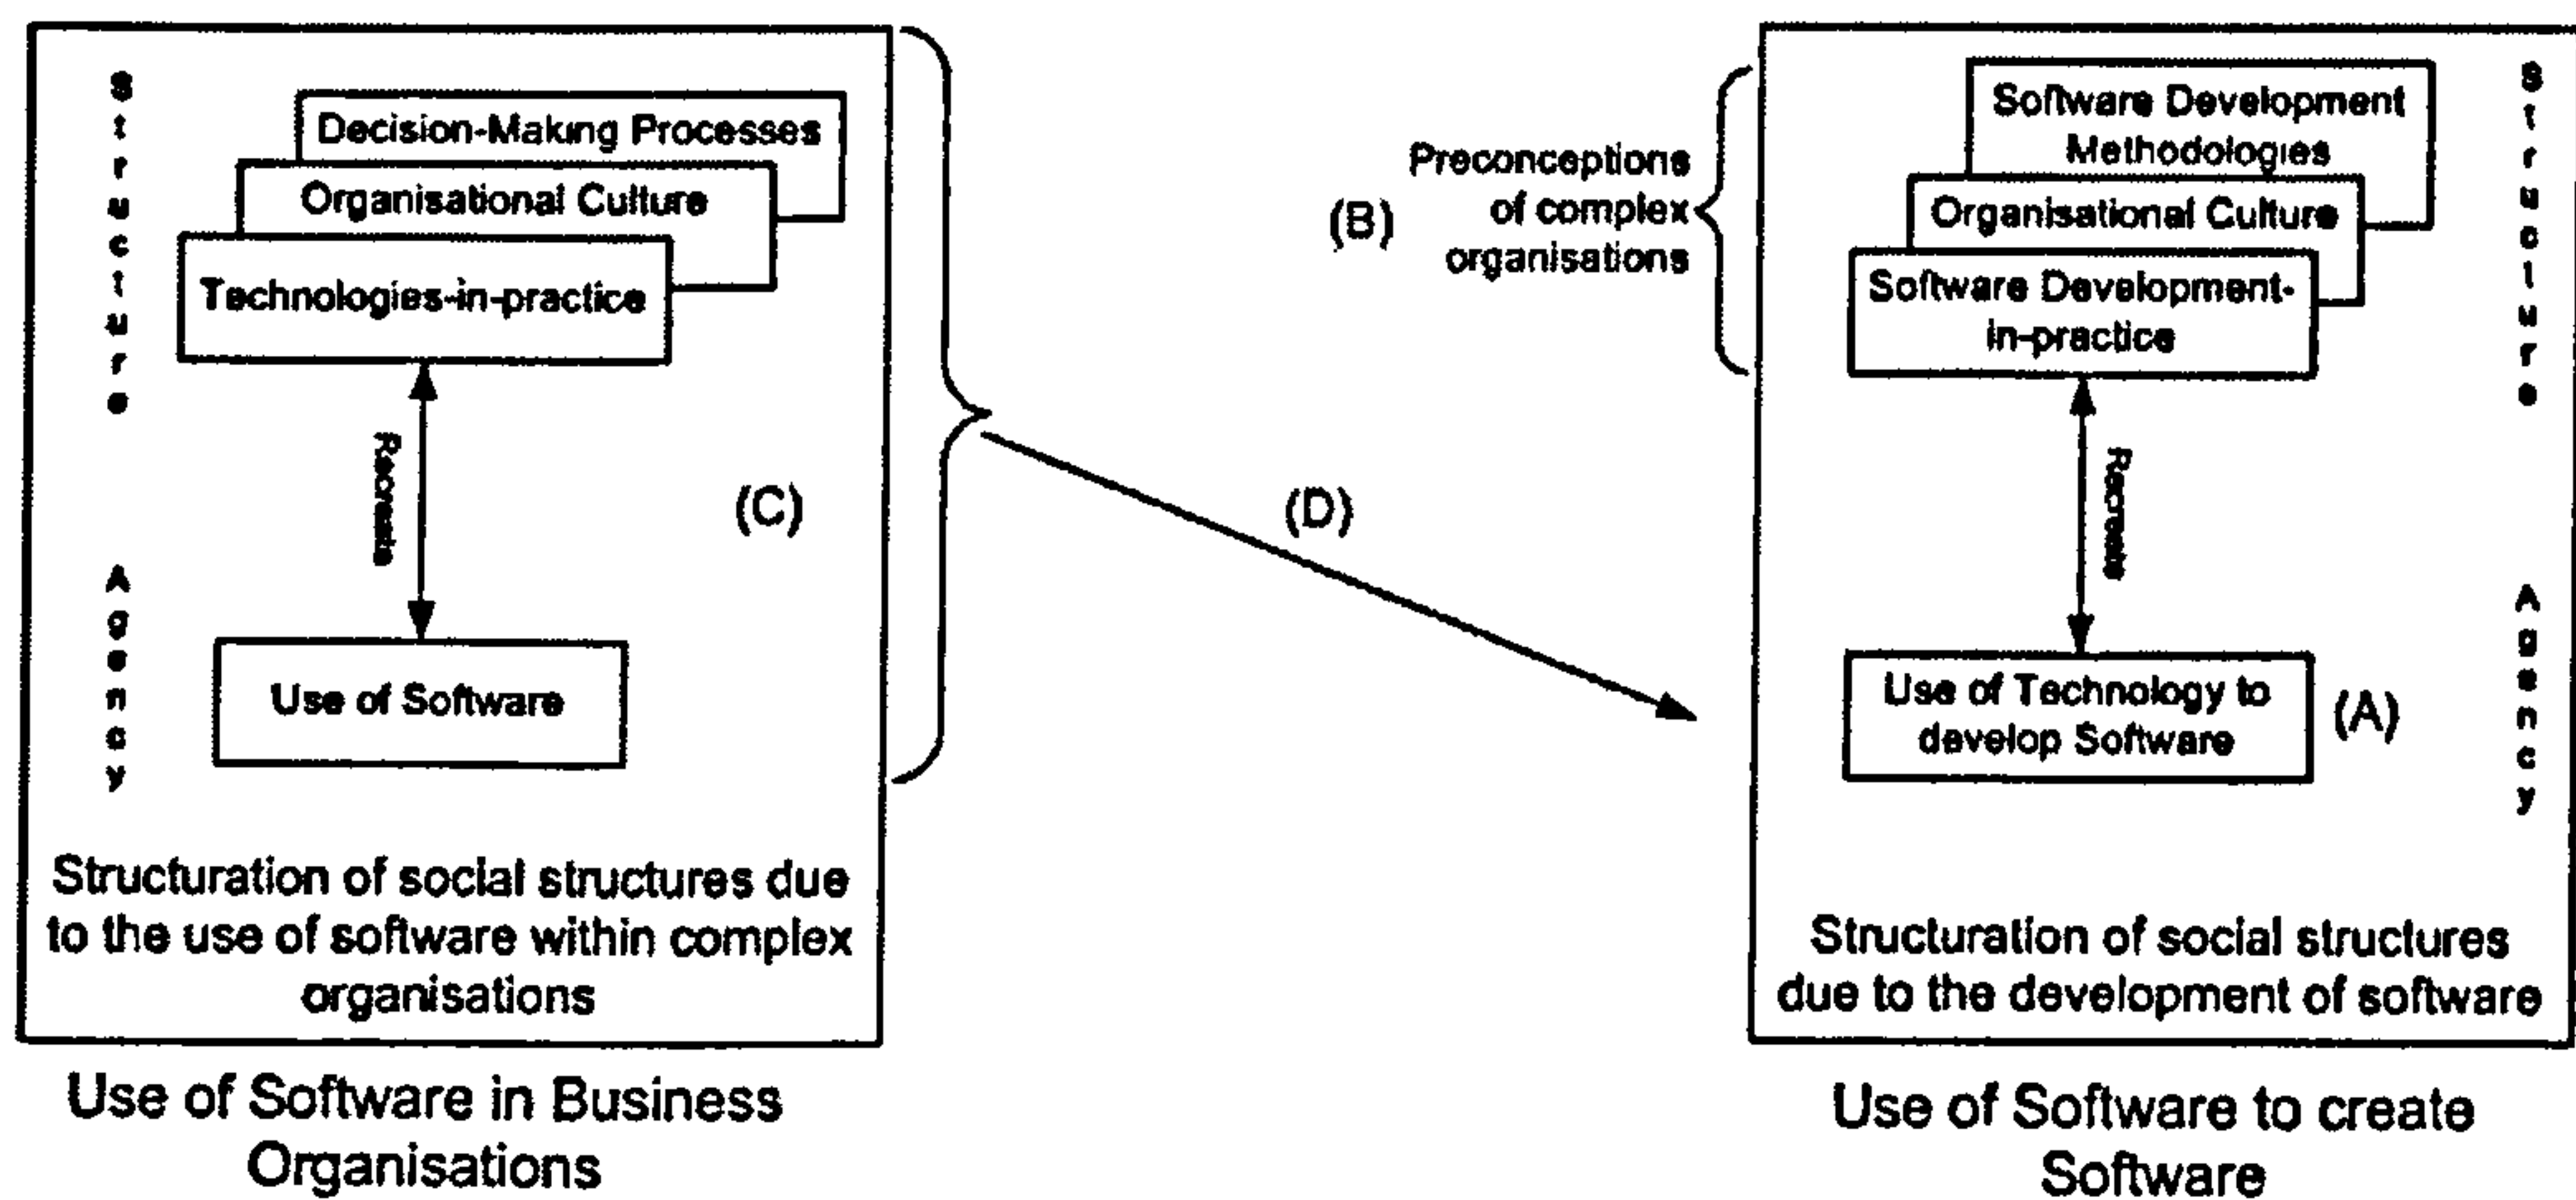 Structure
Decision-Making Processes
Organisational Culture
Technologies-in-practice
Recreate
(C)
Agency
Use of Software
Structuration of social structures due
to the use of software within complex
organisations
Use of Software in Business
Organisations
(D)
(B)
Preconceptions
of complex
organisations
Software Development
Methodologies
Organisational Culture
Software Development-
in-practice
Structure
Recreate
Use of Technology to
develop Software
(A)
Agency
Structuration of social structures
due to the development of software
Use of Software to create
Software